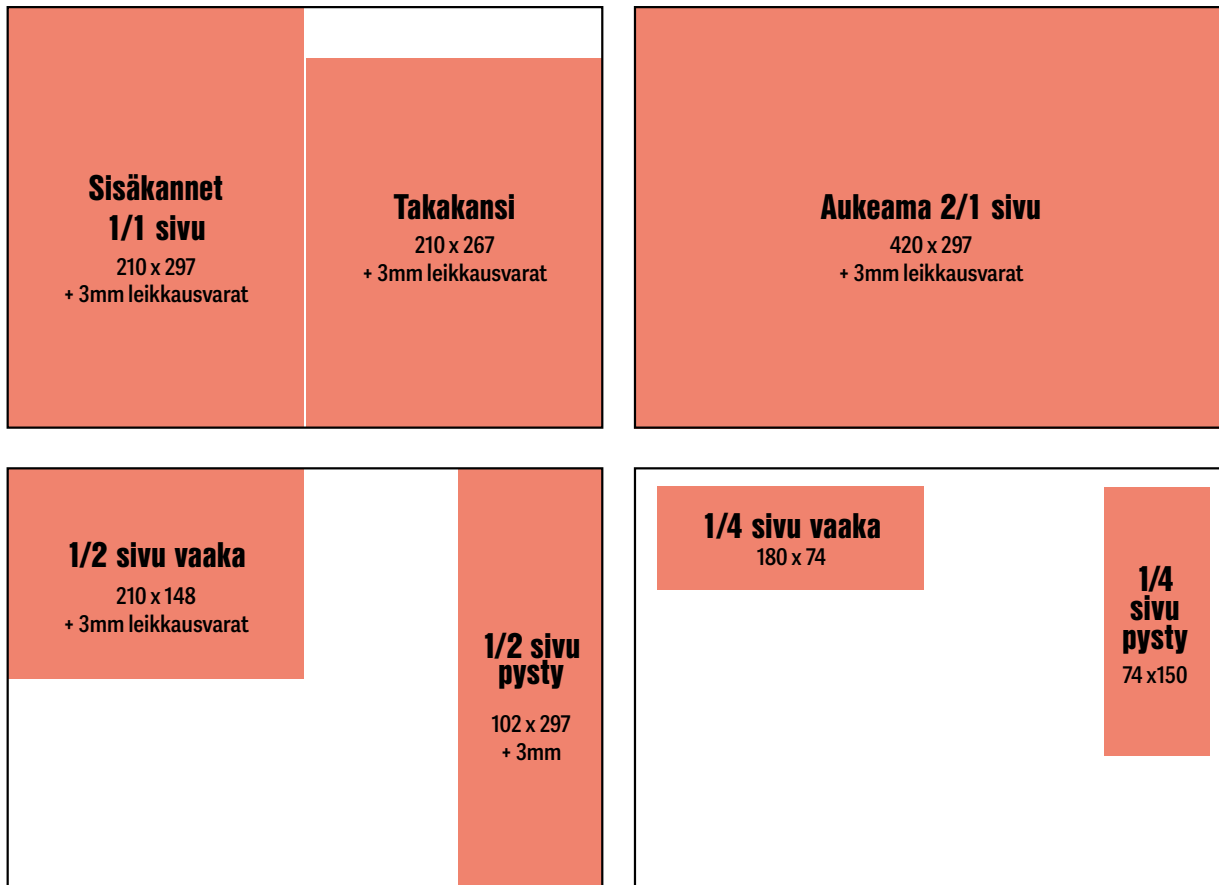 Sisäkannet
1/1 sivu
210 x 297
+ 3mm leikkausvarat
Takakansi
210 x 267
+ 3mm leikkausvarat
Aukeama 2/1 sivu
420 x 297
+ 3mm leikkausvarat
1/2 sivu vaaka
210 x 148
+ 3mm leikkausvarat
1/2 sivu
pysty
102 x 297
+ 3mm
1/4 sivu vaaka
180 x 74
1/4
sivu
pysty
74 x150